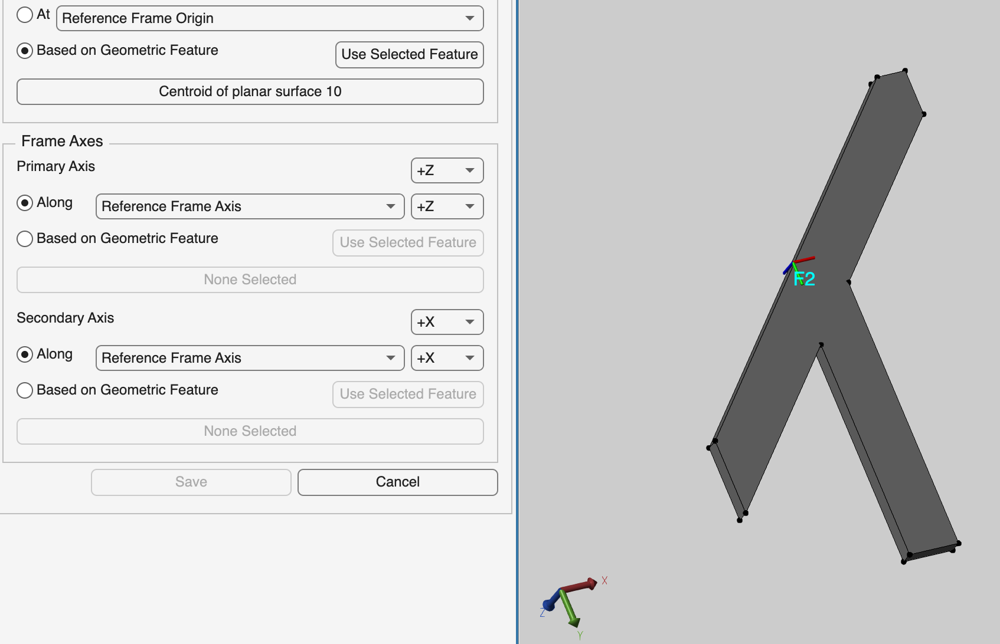 At Reference Frame Origin
Based on Geometric Feature Use Selected Feature
Centroid of planar surface 10
Frame Axes
Primary Axis +Z
Along Reference Frame Axis +Z
Based on Geometric Feature Use Selected Feature
None Selected
Secondary Axis +X
Along Reference Frame Axis +X
Based on Geometric Feature Use Selected Feature
None Selected
Save Cancel
F2
X
Z
Y